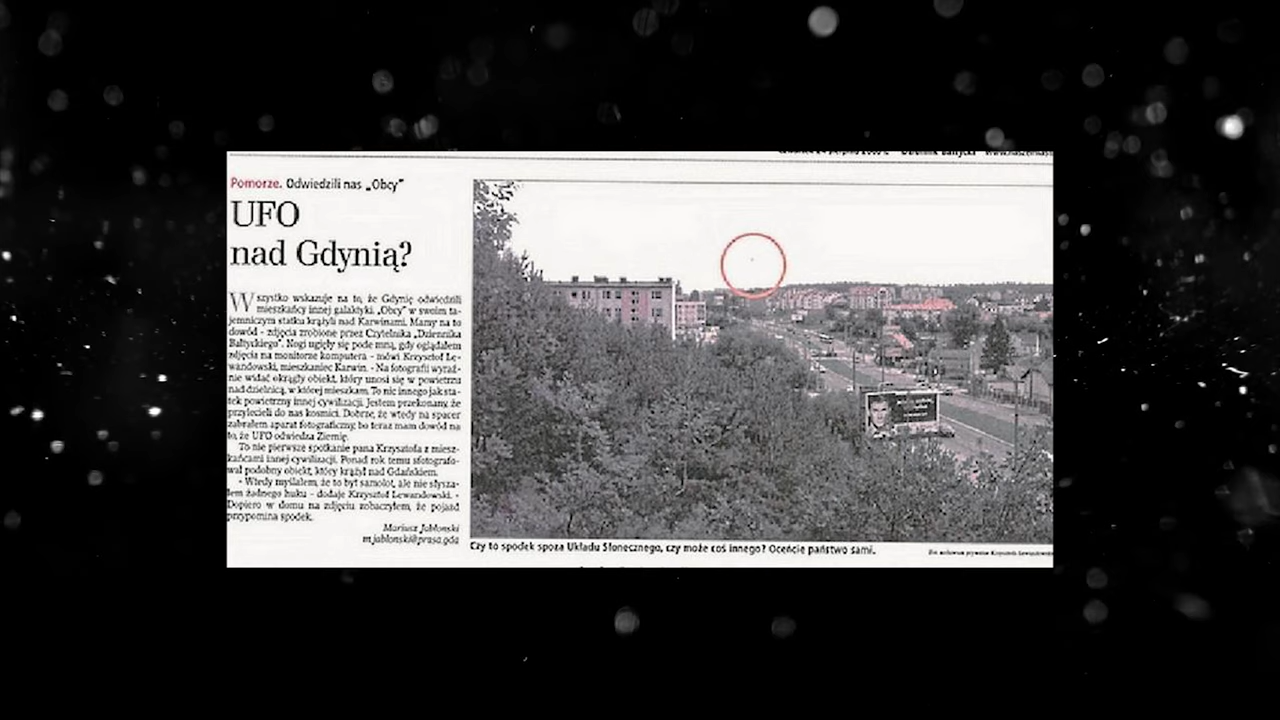 Dziennik Bałtycki
Pomorze. Odwiedzili nas „Obcy”
UFO
nad Gdynią?
Wszystko wskazuje na to, że Gdynię odwiedzili
mieszkańcy innej galaktyki. „Obcy” w swoim ta-
jemniczym statku krążyli nad Karwinami. Mamy na to
dowód - zdjęcia zrobione przez Czytelnika „Dziennika
Bałtyckiego”. Nogi ugięły się pode mną, gdy oglądałem
zdjęcia na monitorze komputera - mówi Krzysztof Le-
wandowski, mieszkaniec Karwin. - Na fotografii wyraź-
nie widać okrągły obiekt, który unosi się w powietrzu
nad dzielnicą, w której mieszkam. To nic innego jak sta-
tek powietrzny innej cywilizacji. Jestem przekonany, że
przylecieli do nas kosmici. Dobrze, że wtedy na spacer
zabrałem aparat fotograficzny, bo teraz mam dowód na
to, że UFO odwiedza Ziemię.
To nie pierwsze spotkanie pana Krzysztofa z miesz-
kańcami innej cywilizacji. Ponad rok temu sfotografo-
wał podobny obiekt, który krążył nad Gdańskiem.
- Wtedy myślałem, że to był samolot, ale nie słysza-
łem żadnego huku - dodaje Krzysztof Lewandowski. -
Dopiero w domu na zdjęciu zobaczyłem, że pojazd
przypomina spodek.
Mariusz Jabłonski
m.jablonski@prasa.gda
Czy to spodek spoza Układu Słonecznego, czy może coś innego? Oceńcie państwo sami.
Fot. archiwum prywatne Krzysztofa Lewandowskiego